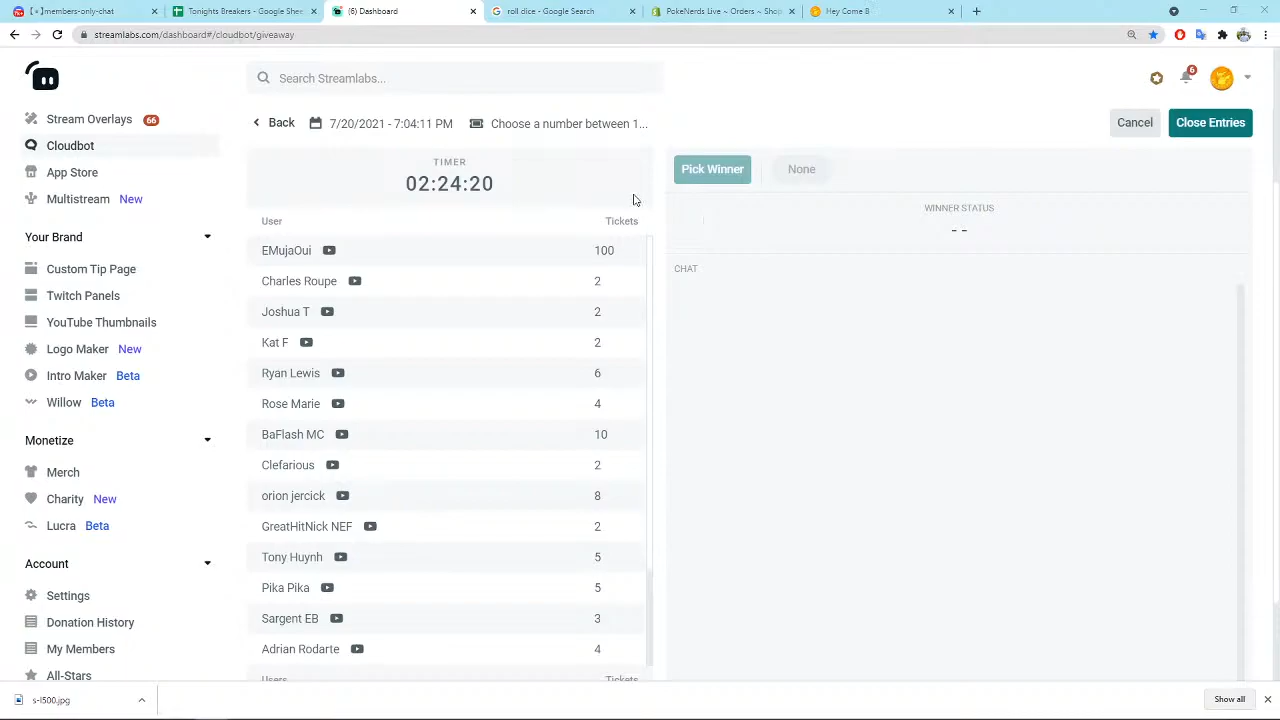 [🔴]members-only-chat
Tonights Breakers - Google Shee
(6) Dashboard
roll dice - Google Search
PokeNerds Live ~ Orders ~ S
Hey Come B
streamlabs.com/dashboard#/cloudbot/giveaway
Search Streamlabs...
6
Stream Overlays 66
Cloudbot
App Store
Multistream New
Your Brand
Custom Tip Page
Twitch Panels
YouTube Thumbnails
Logo Maker New
Intro Maker Beta
Willow Beta
Monetize
Merch
Charity New
Lucra Beta
Account
Settings
Donation History
My Members
All-Stars
Back 7/20/2021 - 7:04:11 PM Choose a number between 1...
Cancel Close Entries
TIMER
02:24:20
User Tickets
EMujaOui 100
Charles Roupe 2
Joshua T 2
Kat F 2
Ryan Lewis 6
Rose Marie 4
BaFlash MC 10
Clefarious 2
orion jercick 8
GreatHitNick NEF 2
Tony Huynh 5
Pika Pika 5
Sargent EB 3
Adrian Rodarte 4
Users Tickets
Pick Winner None
WINNER STATUS
- -
CHAT
s-l500.jpg
Show all